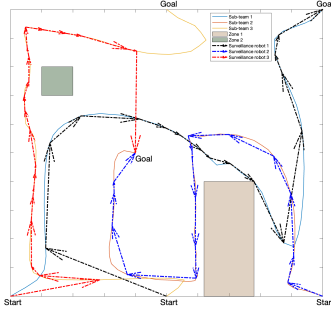 Goal
Goal
Sub-team 1
Sub-team 2
Sub-team 3
Zone 1
Zone 2
Surveillance robot 1
Surveillance robot 2
Surveillance robot 3
Goal
Start
Start
Start